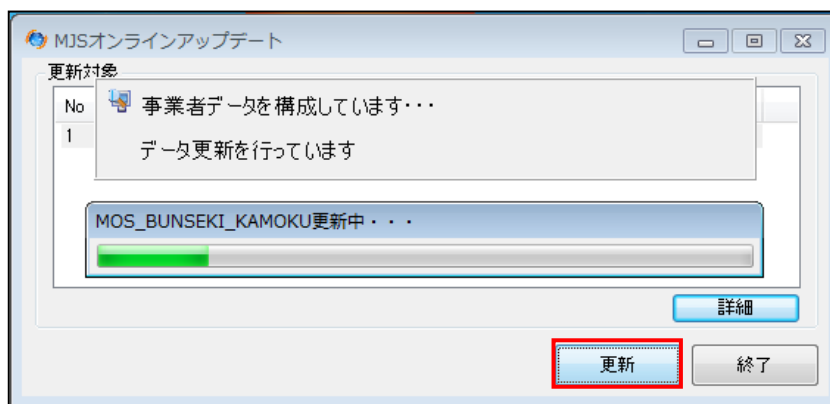 MJSオンラインアップデート
更新対象
No
事業者データを構成しています・・・
1
データ更新を行っています
MOS_BUNSEKI_KAMOKU更新中・・・
詳細
更新
終了